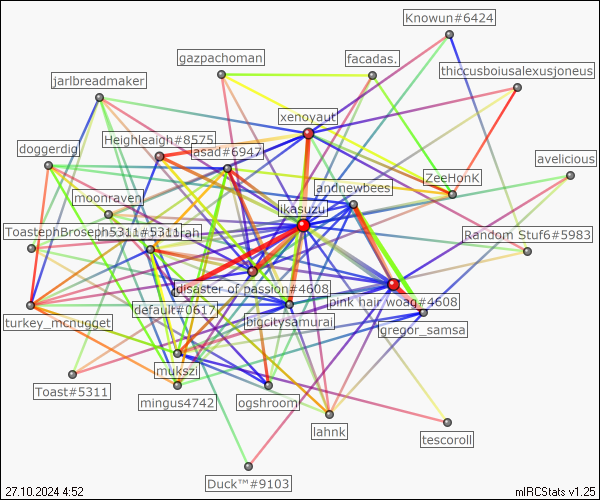 Knowun#6424
gazpachoman
facadas.
thiccusboiusalexusjoneus
jarlbreadmaker
xenoyaut
Heighleaigh#8575
doggerdig
asad#6947
avelicious
andnewbees
ZeeHonK
moonraven
ikasuzu
ToastephBroseph5311#5311
rah
Random Stuf6#5983
disaster of passion#4608
pink hair woag#4608
default#0617
turkey_mcnugget
bigcitysamurai
gregor_samsa
mukszi
Toast#5311
mingus4742
ogshroom
lahnk
tescoroll
Duck™#9103
27.10.2024 4:52
mIRCStats v1.25